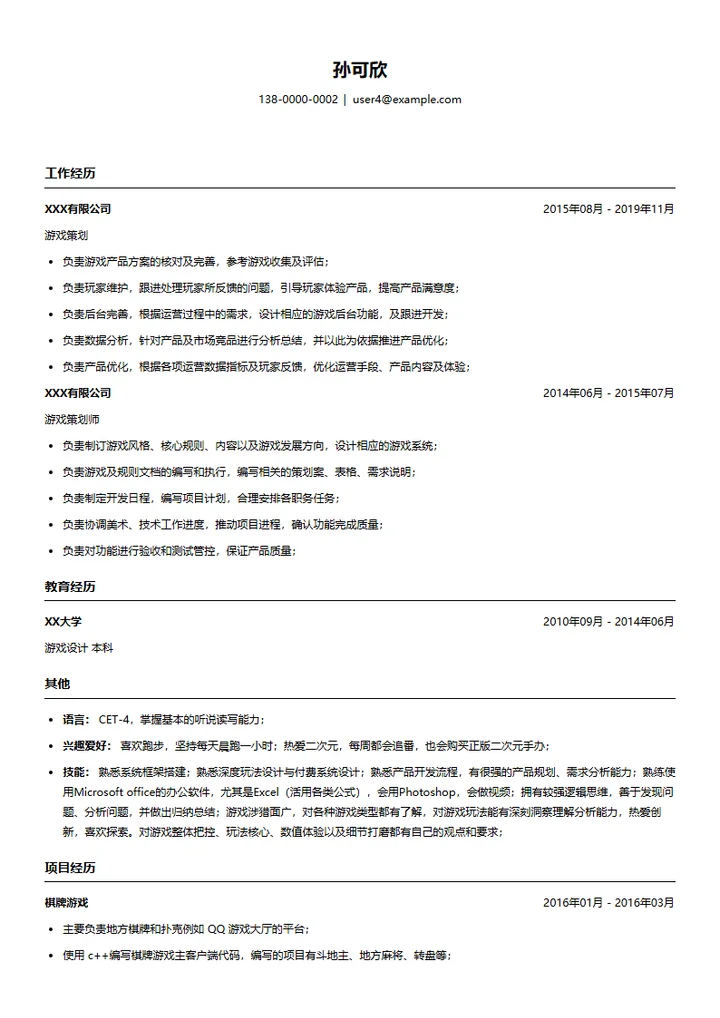 孙可欣
138-0000-0002 | user4@example.com
工作经历
XXX有限公司 2015年08月 - 2019年11月
游戏策划
• 负责游戏产品方案的核对及完善，参考游戏收集及评估；
• 负责玩家维护，跟进处理玩家所反馈的问题，引导玩家体验产品，提高产品满意度；
• 负责后台完善，根据运营过程中的需求，设计相应的游戏后台功能，及跟进开发；
• 负责数据分析，针对产品及市场竞品进行分析总结，并以此为依据推进产品优化；
• 负责产品优化，根据各项运营数据指标及玩家反馈，优化运营手段、产品内容及体验；
XXX有限公司 2014年06月 - 2015年07月
游戏策划师
• 负责制订游戏风格、核心规则、内容以及游戏发展方向，设计相应的游戏系统；
• 负责游戏及规则文档的编写和执行，编写相关的策划案、表格、需求说明；
• 负责制定开发日程，编写项目计划，合理安排各职务任务；
• 负责协调美术、技术工作进度，推动项目进程，确认功能完成质量；
• 负责对功能进行验收和测试管控，保证产品质量；
教育经历
XX大学 2010年09月 - 2014年06月
游戏设计 本科
其他
• 语言： CET-4，掌握基本的听说读写能力；
• 兴趣爱好： 喜欢跑步，坚持每天晨跑一小时；热爱二次元，每周都会追番，也会购买正版二次元手办；
• 技能： 熟悉系统框架搭建；熟悉深度玩法设计与付费系统设计；熟悉产品开发流程，有很强的产品规划、需求分析能力；熟练使
用Microsoft office的办公软件，尤其是Excel（活用各类公式），会用Photoshop，会做视频；拥有较强逻辑思维，善于发现问
题、分析问题，并做出归纳总结；游戏涉猎面广，对各种游戏类型都有了解，对游戏玩法能有深刻洞察理解分析能力，热爱创
新，喜欢探索。对游戏整体把控、玩法核心、数值体验以及细节打磨都有自己的观点和要求；
项目经历
棋牌游戏 2016年01月 - 2016年03月
• 主要负责地方棋牌和扑克例如 QQ 游戏大厅的平台；
• 使用 c++编写棋牌游戏主客户端代码，编写的项目有斗地主、地方麻将、转盘等；